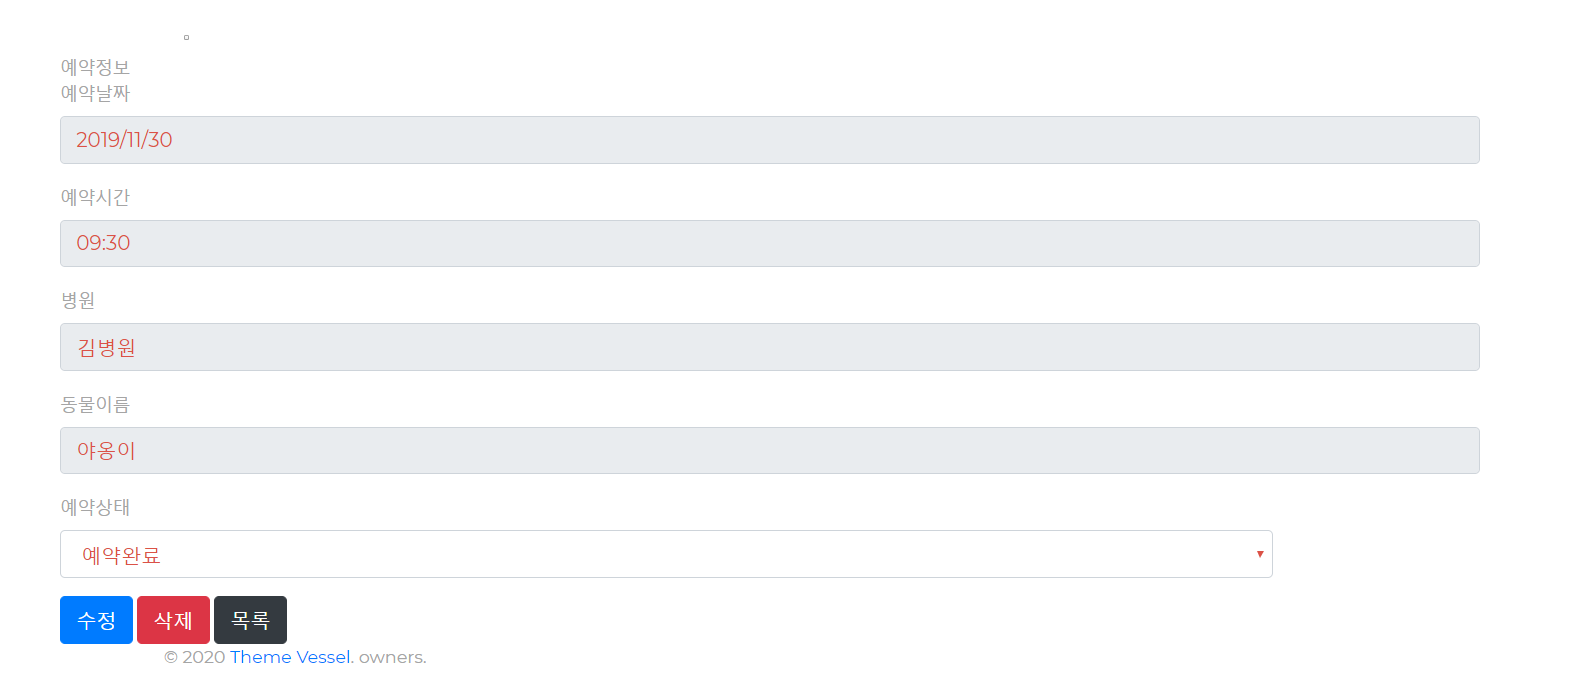 예약정보
예약날짜
2019/11/30
예약시간
09:30
병원
김병원
동물이름
야옹이
예약상태
예약완료
수정 삭제 목록
© 2020 Theme Vessel. owners.